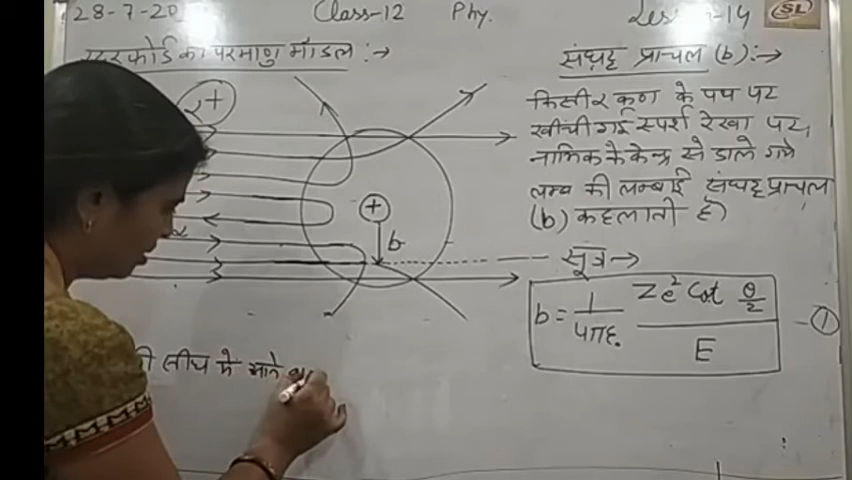 28-7-20
Class-12
Phy.
14
SL
का परमाणु मॉडल :→
संघट्ट प्राचल (b):→
+
किसी कण के पथ पर
खींची गई स्पर्श रेखा पर,
नाभिक के केन्द्र से डाले गये
लम्ब की लम्बाई संघट्ट प्राचल
(b) कहलाती है
+
b
सूत्र →
b = 1/4πε. Ze² Cot θ/2 / E - ①
आने